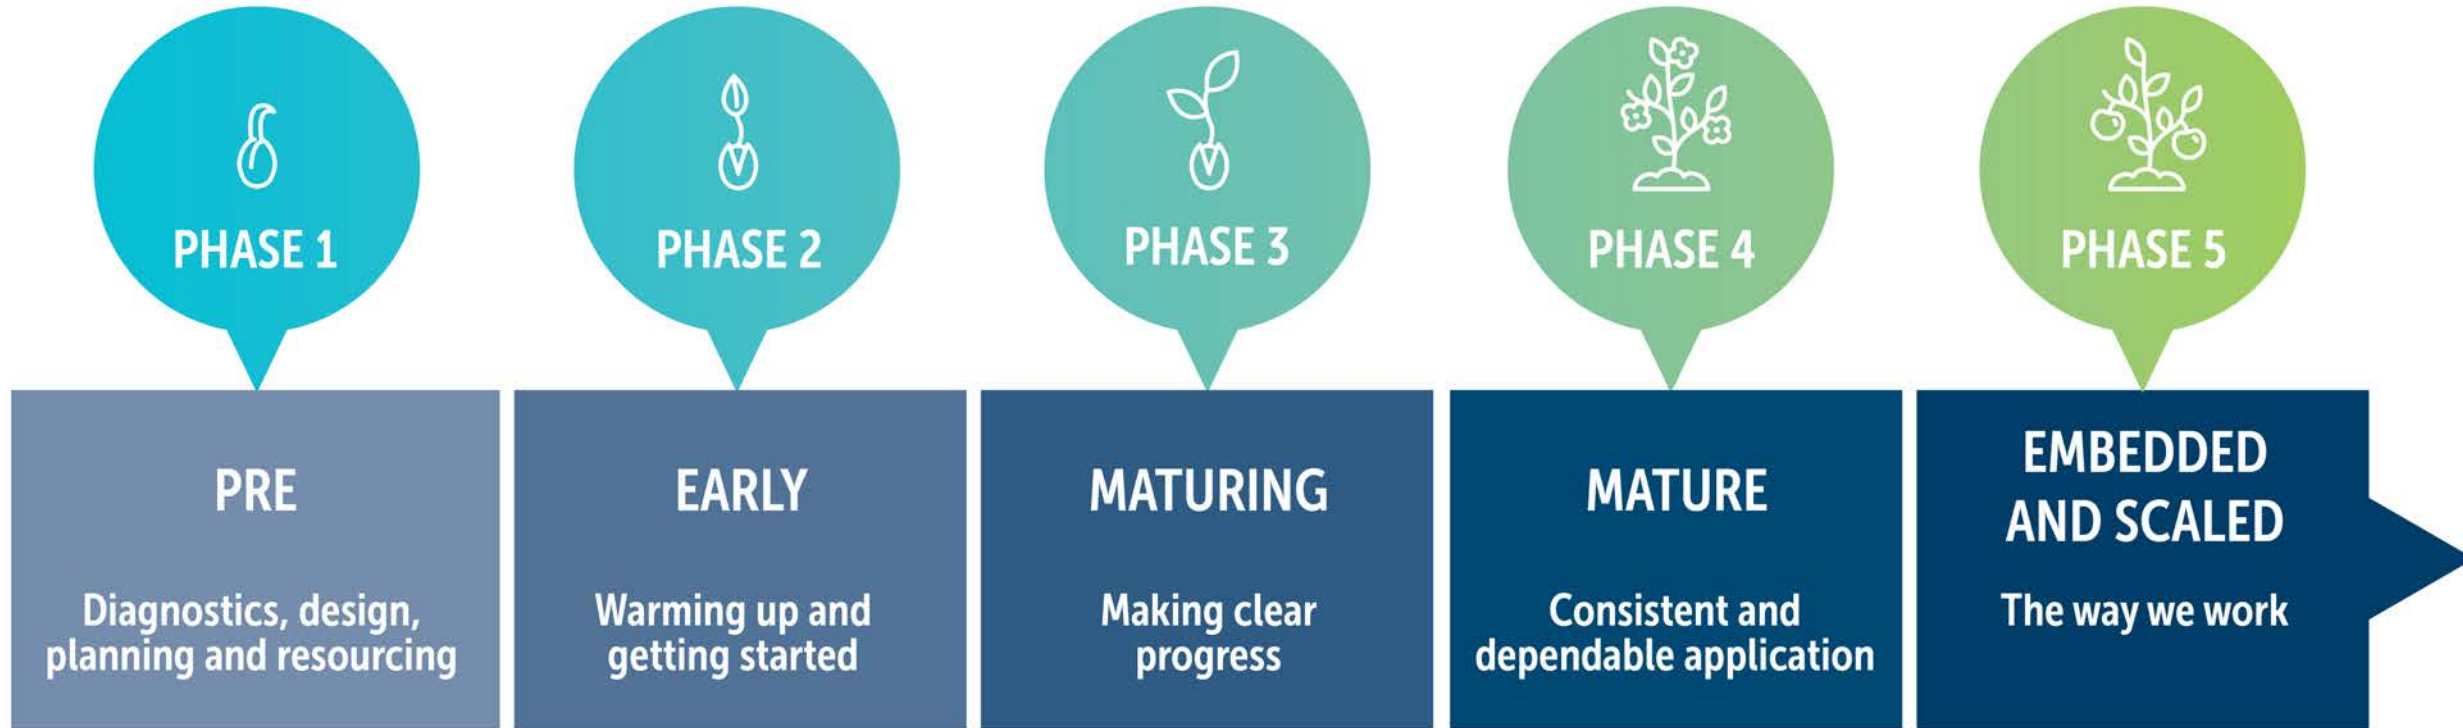 PHASE 1
PHASE 2
PHASE 3
PHASE 4
PHASE 5
PRE
Diagnostics, design,
planning and resourcing
EARLY
Warming up and
getting started
MATURING
Making clear
progress
MATURE
Consistent and
dependable application
EMBEDDED
AND SCALED
The way we work